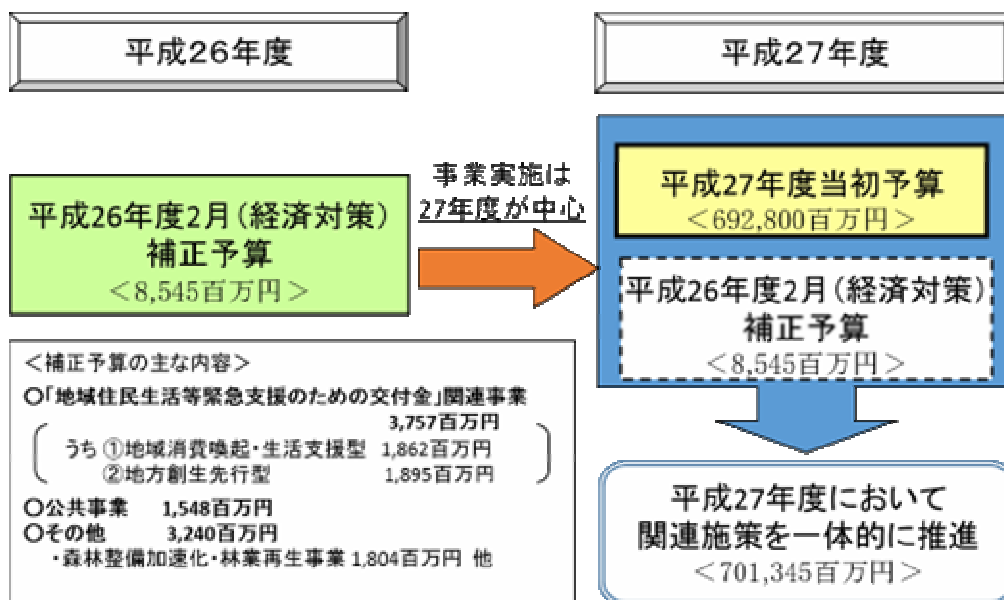 平成26年度
平成27年度
平成26年度2月(経済対策)
補正予算
＜8,545百万円＞
事業実施は
27年度が中心
平成27年度当初予算
＜692,800百万円＞
平成26年度2月(経済対策)
補正予算
＜8,545百万円＞
＜補正予算の主な内容＞
○「地域住民生活等緊急支援のための交付金」関連事業
3,757百万円
うち ①地域消費喚起・生活支援型 1,862百万円
②地方創生先行型 1,895百万円
○公共事業 1,548百万円
○その他 3,240百万円
・森林整備加速化・林業再生事業 1,804百万円 他
平成27年度において
関連施策を一体的に推進
＜701,345百万円＞